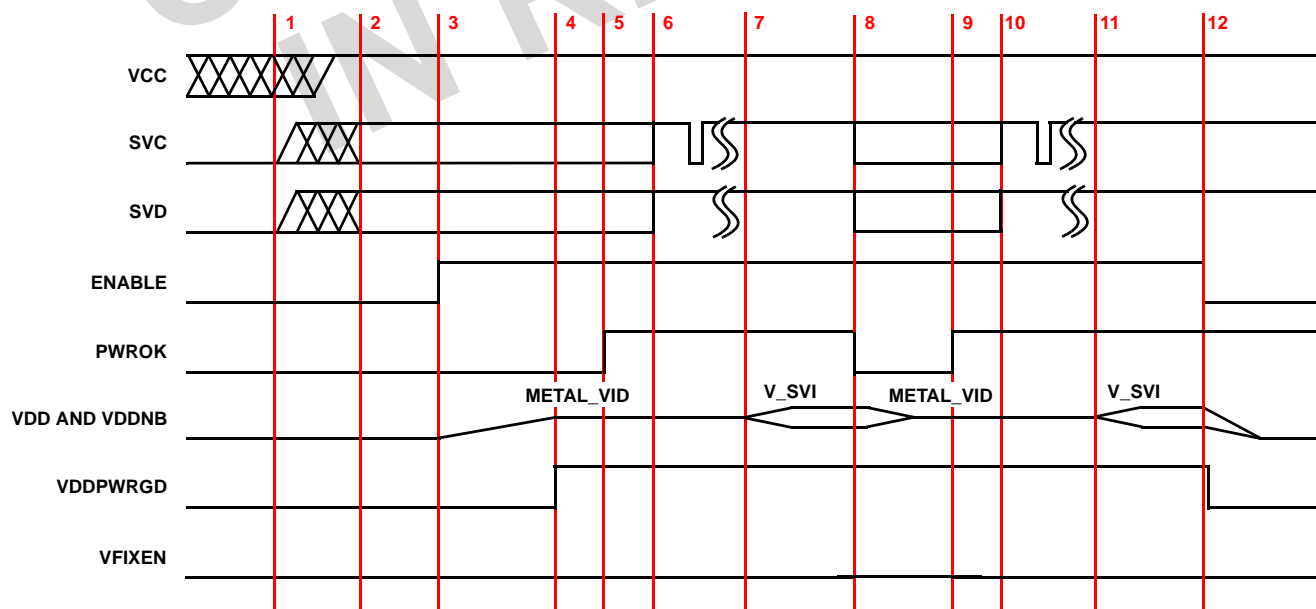 1 2 3 4 5 6 7 8 9 10 11 12
VCC
SVC
SVD
ENABLE
PWROK
METAL_VID V_SVI METAL_VID V_SVI
VDD AND VDDNB
VDDPWRGD
VFIXEN